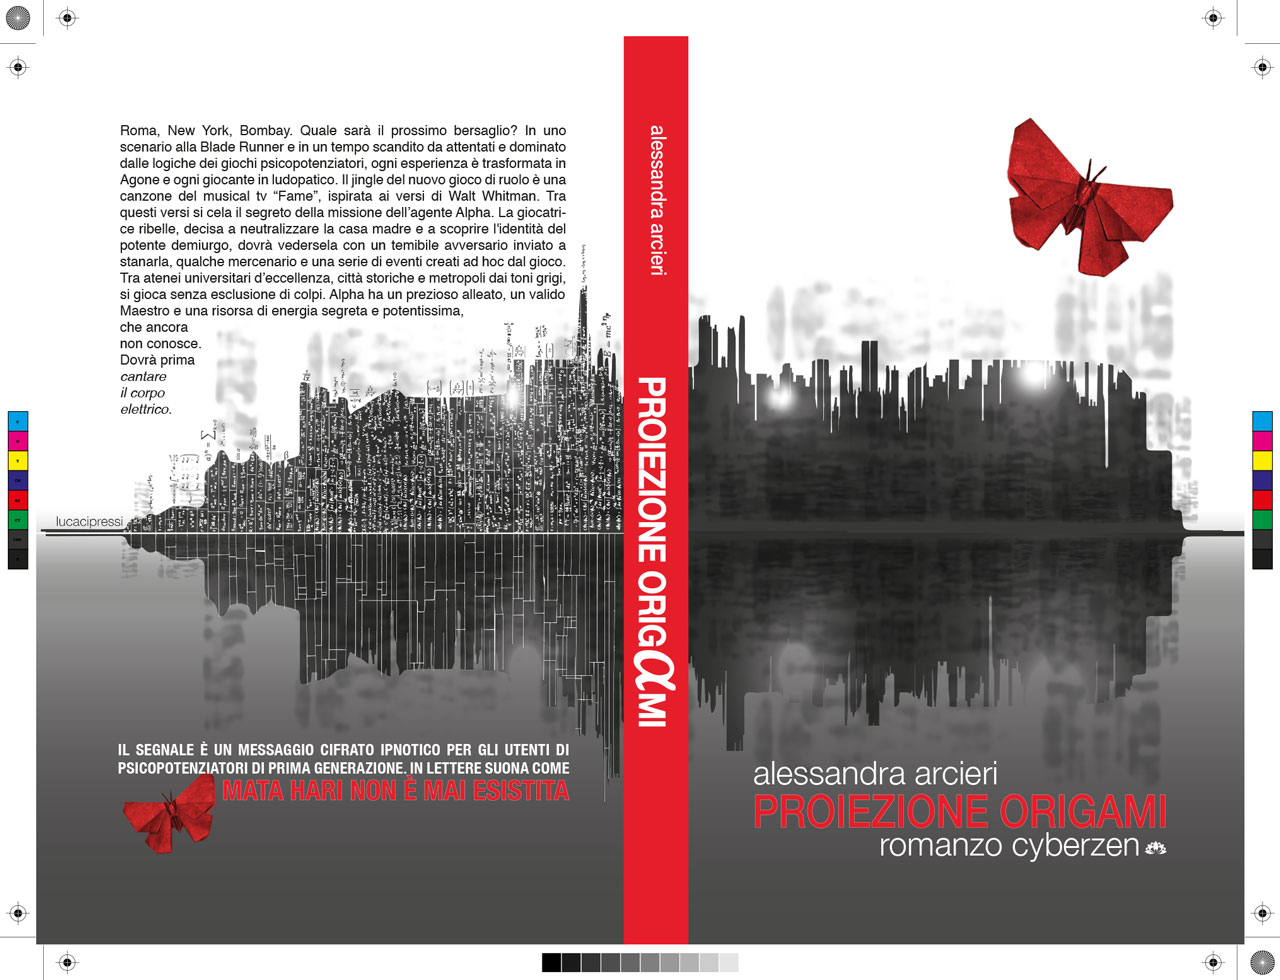 Roma, New York, Bombay. Quale sarà il prossimo bersaglio? In uno
scenario alla Blade Runner e in un tempo scandito da attentati e dominato
dalle logiche dei giochi psicopotenziatori, ogni esperienza è trasformata in
Agone e ogni giocante in ludopatico. Il jingle del nuovo gioco di ruolo è una
canzone del musical tv “Fame”, ispirata ai versi di Walt Whitman. Tra
questi versi si cela il segreto della missione dell’agente Alpha. La giocatri-
ce ribelle, decisa a neutralizzare la casa madre e a scoprire l'identità del
potente demiurgo, dovrà vedersela con un temibile avversario inviato a
stanarla, qualche mercenario e una serie di eventi creati ad hoc dal gioco.
Tra atenei universitari d’eccellenza, città storiche e metropoli dai toni grigi,
si gioca senza esclusione di colpi. Alpha ha un prezioso alleato, un valido
Maestro e una risorsa di energia segreta e potentissima,
che ancora
non conosce.
Dovrà prima
cantare
il corpo
elettrico.
lucacipressi
IL SEGNALE È UN MESSAGGIO CIFRATO IPNOTICO PER GLI UTENTI DI
PSICOPOTENZIATORI DI PRIMA GENERAZIONE. IN LETTERE SUONA COME
MATA HARI NON È MAI ESISTITA
alessandra arcieri
PROIEZIONE ORIGαMI
alessandra arcieri
PROIEZIONE ORIGAMI
romanzo cyberzen